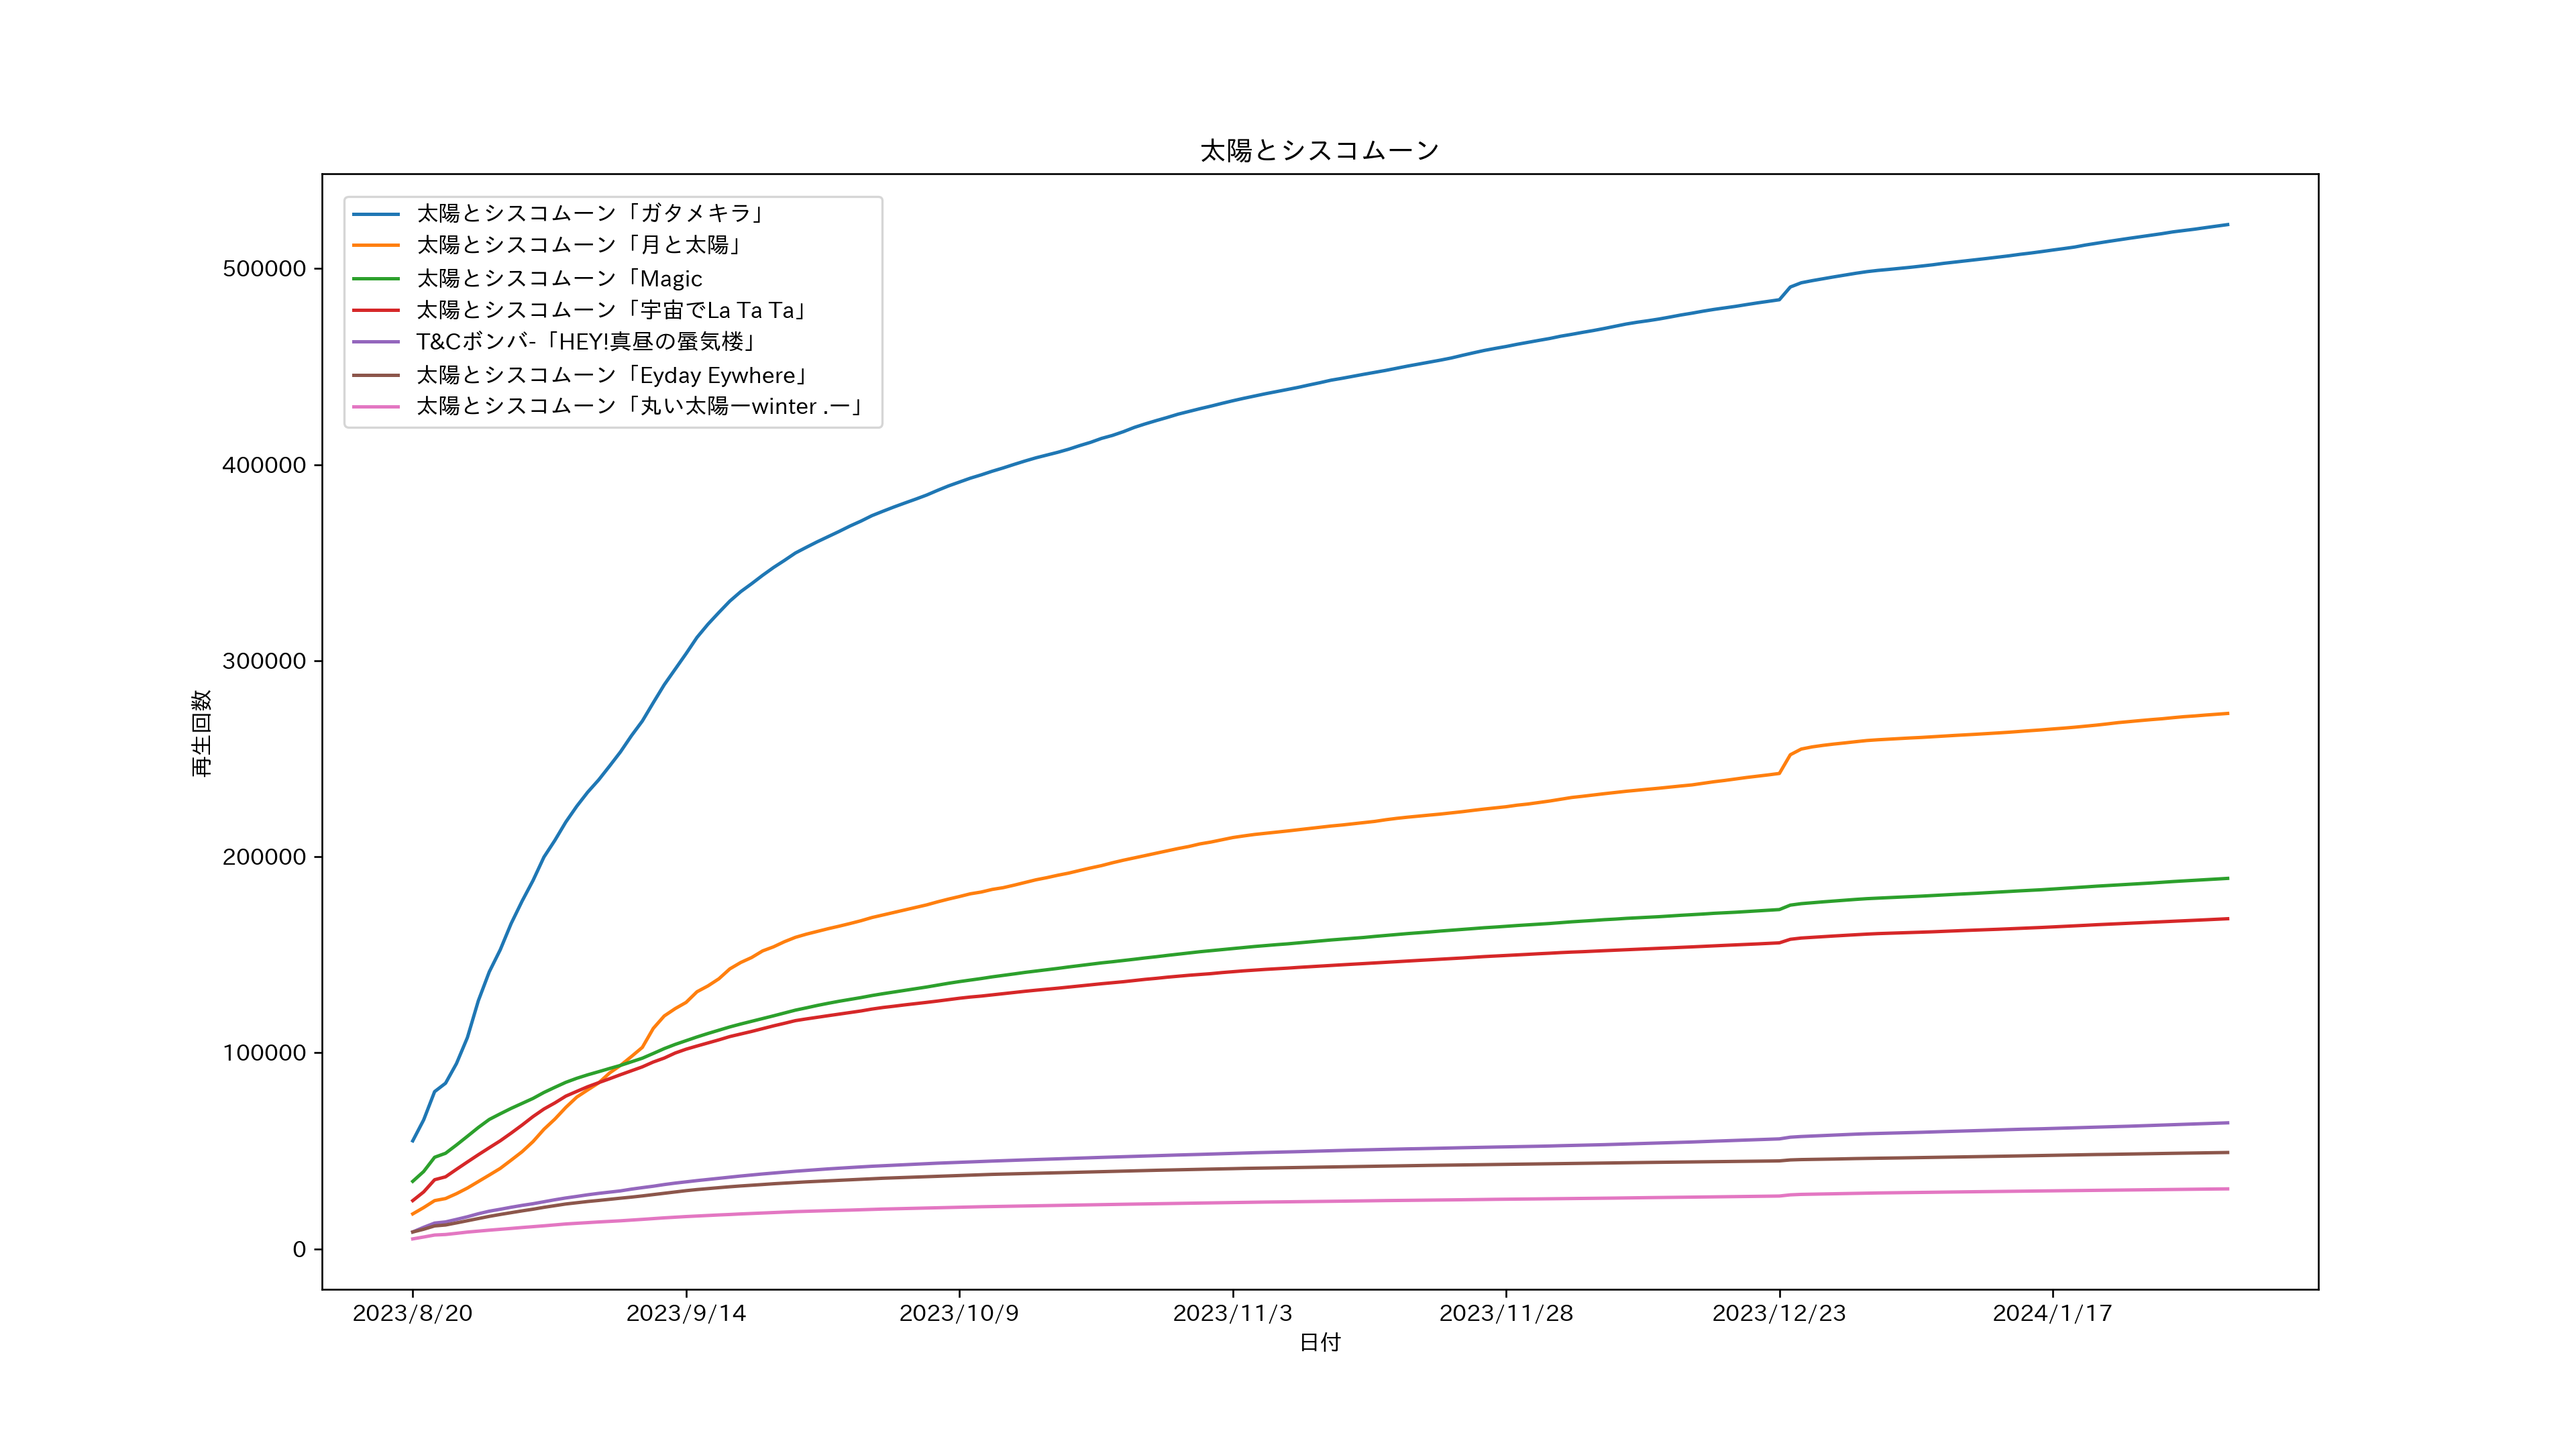 太陽とシスコムーン
太陽とシスコムーン「ガタメキラ」
太陽とシスコムーン「月と太陽」
太陽とシスコムーン「Magic
太陽とシスコムーン「宇宙でLa Ta Ta」
T&Cボンバ-「HEY!真昼の蜃気楼」
太陽とシスコムーン「Eyday Eywhere」
太陽とシスコムーン「丸い太陽ーwinter .ー」
再生回数
500000
400000
300000
200000
100000
0
2023/8/20 2023/9/14 2023/10/9 2023/11/3 2023/11/28 2023/12/23 2024/1/17
日付